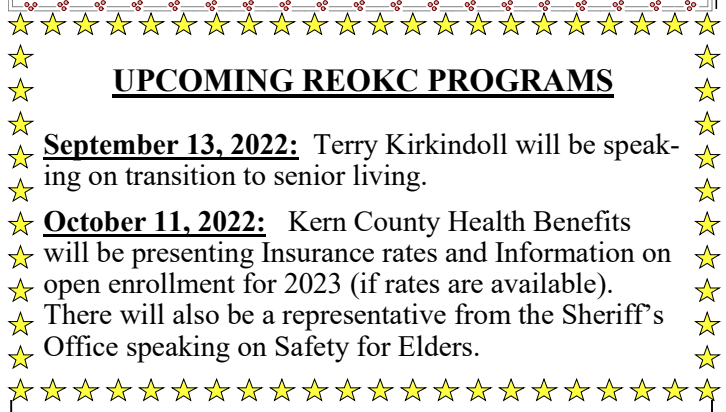 UPCOMING REOKC PROGRAMS
September 13, 2022: Terry Kirkindoll will be speak-
ing on transition to senior living.
October 11, 2022: Kern County Health Benefits
will be presenting Insurance rates and Information on
open enrollment for 2023 (if rates are available).
There will also be a representative from the Sheriff's
Office speaking on Safety for Elders.